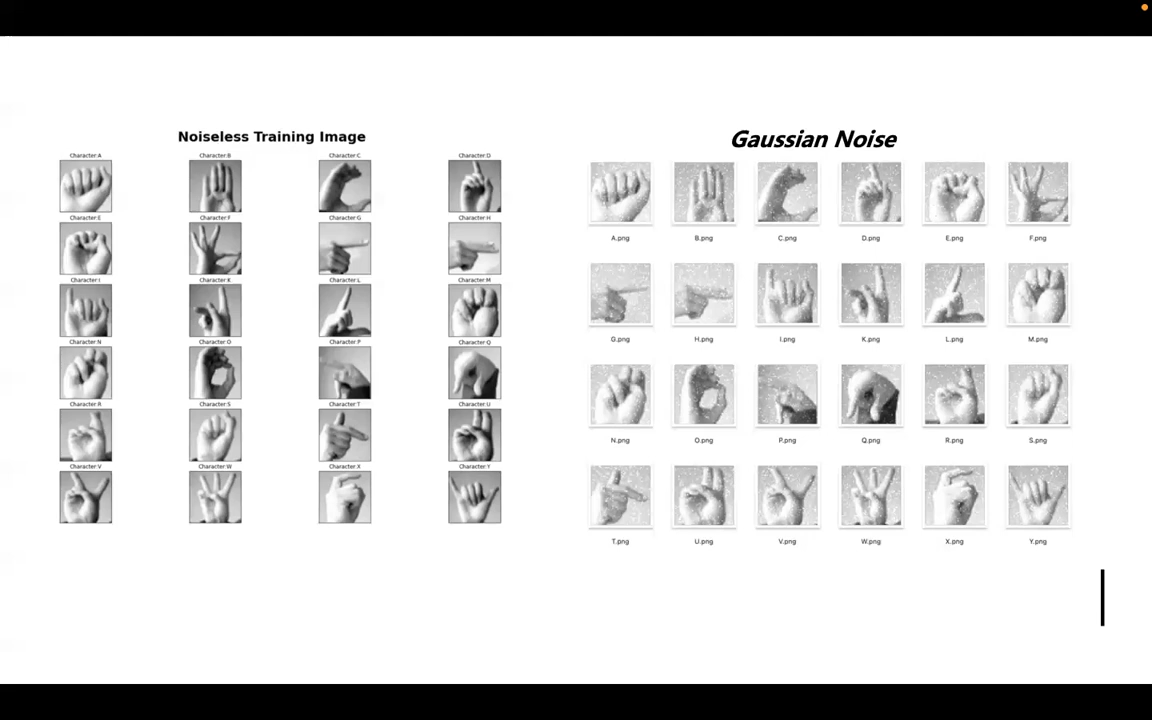 Noiseless Training Image
Character:A Character:B Character:C Character:D
Character:E Character:F Character:G Character:H
Character:I Character:K Character:L Character:M
Character:N Character:O Character:P Character:Q
Character:R Character:S Character:T Character:U
Character:V Character:W Character:X Character:Y
Gaussian Noise
A.png B.png C.png D.png E.png F.png
G.png H.png I.png K.png L.png M.png
N.png O.png P.png Q.png R.png S.png
T.png U.png V.png W.png X.png Y.png